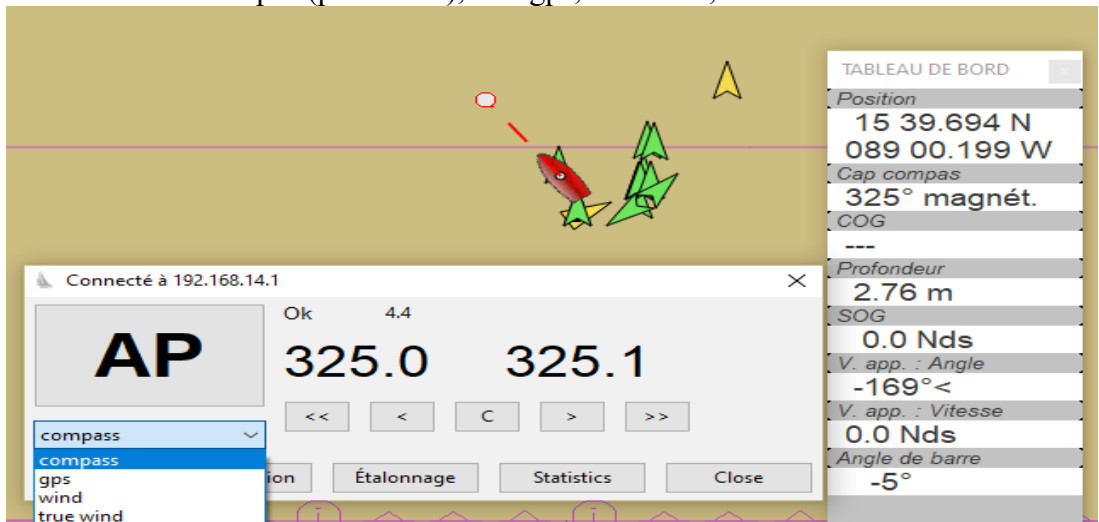 TABLEAU DE BORD
Position
15 39.694 N
089 00.199 W
Cap compas
325° magnét.
COG
---
Profondeur
2.76 m
SOG
0.0 Nds
V. app. : Angle
-169°<
V. app. : Vitesse
0.0 Nds
Angle de barre
-5°
Connecté à 192.168.14.1
Ok 4.4
AP
325.0 325.1
<< < C > >>
compass
compass
gps
wind
true wind
ion Étalonnage Statistics Close